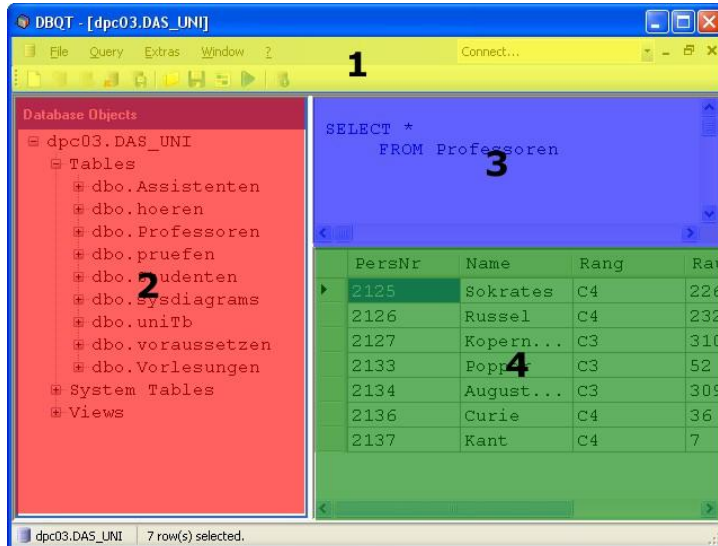 DBQT - [dpc03.DAS_UNI]
File Query Extras Window ? Connect...
1
Database Objects
dpc03.DAS_UNI
Tables
dbo.Assistenten
dbo.hoeren
dbo.Professoren
dbo.pruefen
dbo.Studenten
dbo.sysdiagrams
dbo.uniTb
dbo.voraussetzen
dbo.Vorlesungen
System Tables
Views
2
SELECT *
FROM Professoren
3
PersNr Name Rang Rau
2125 Sokrates C4 226
2126 Russel C4 232
2127 Kopern... C3 310
2133 Popper C3 52
2134 August... C3 309
2136 Curie C4 36
2137 Kant C4 7
4
dpc03.DAS_UNI 7 row(s) selected.